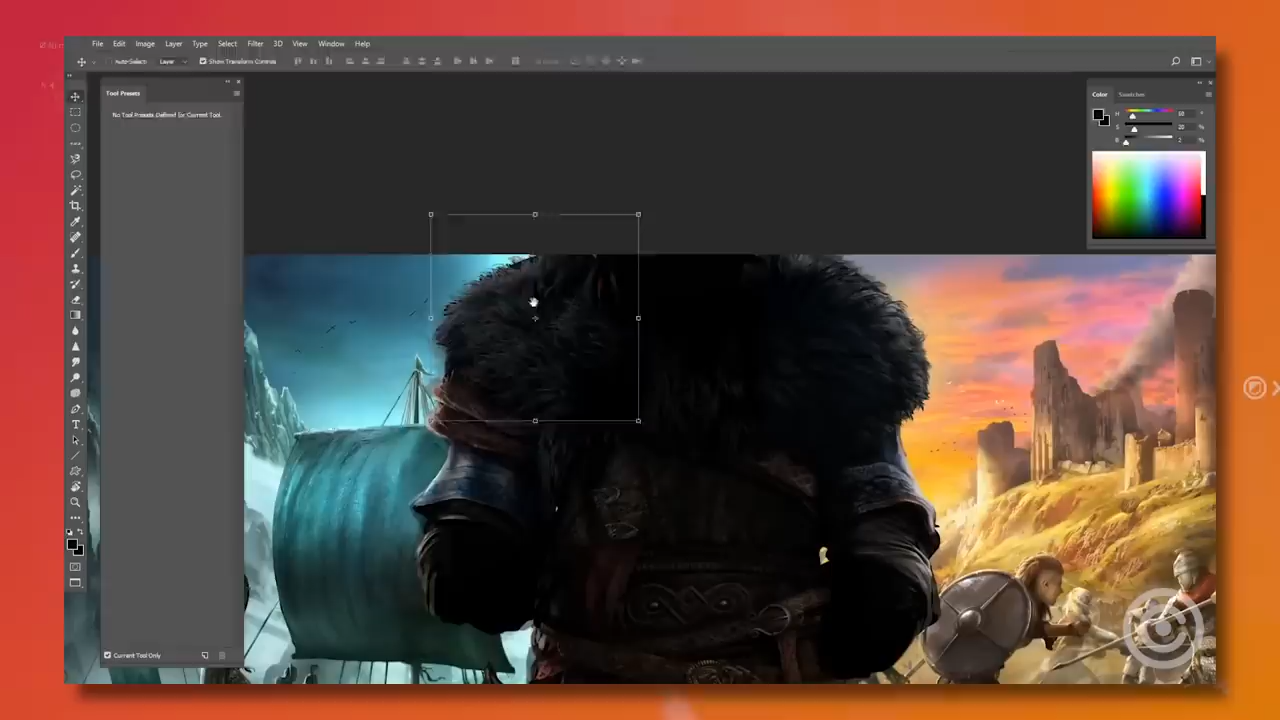 File Edit Image Layer Type Select Filter 3D View Window Help
Auto-Select: Layer Show Transform Controls
Tool Presets
No Tool Presets Defined for Current Tool.
Color Swatches
H
S %
B 2 %
Current Tool Only